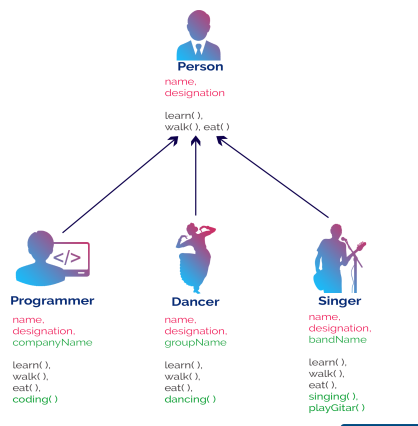 Person
name,
designation
learn( ),
walk( ), eat( )
</>
Programmer
name,
designation,
companyName
learn( ),
walk( ),
eat( ),
coding( )
Dancer
name,
designation,
groupName
learn( ),
walk( ),
eat( ),
dancing( )
Singer
name,
designation,
bandName
learn( ),
walk( ),
eat( ),
singing( ),
playGitar( )